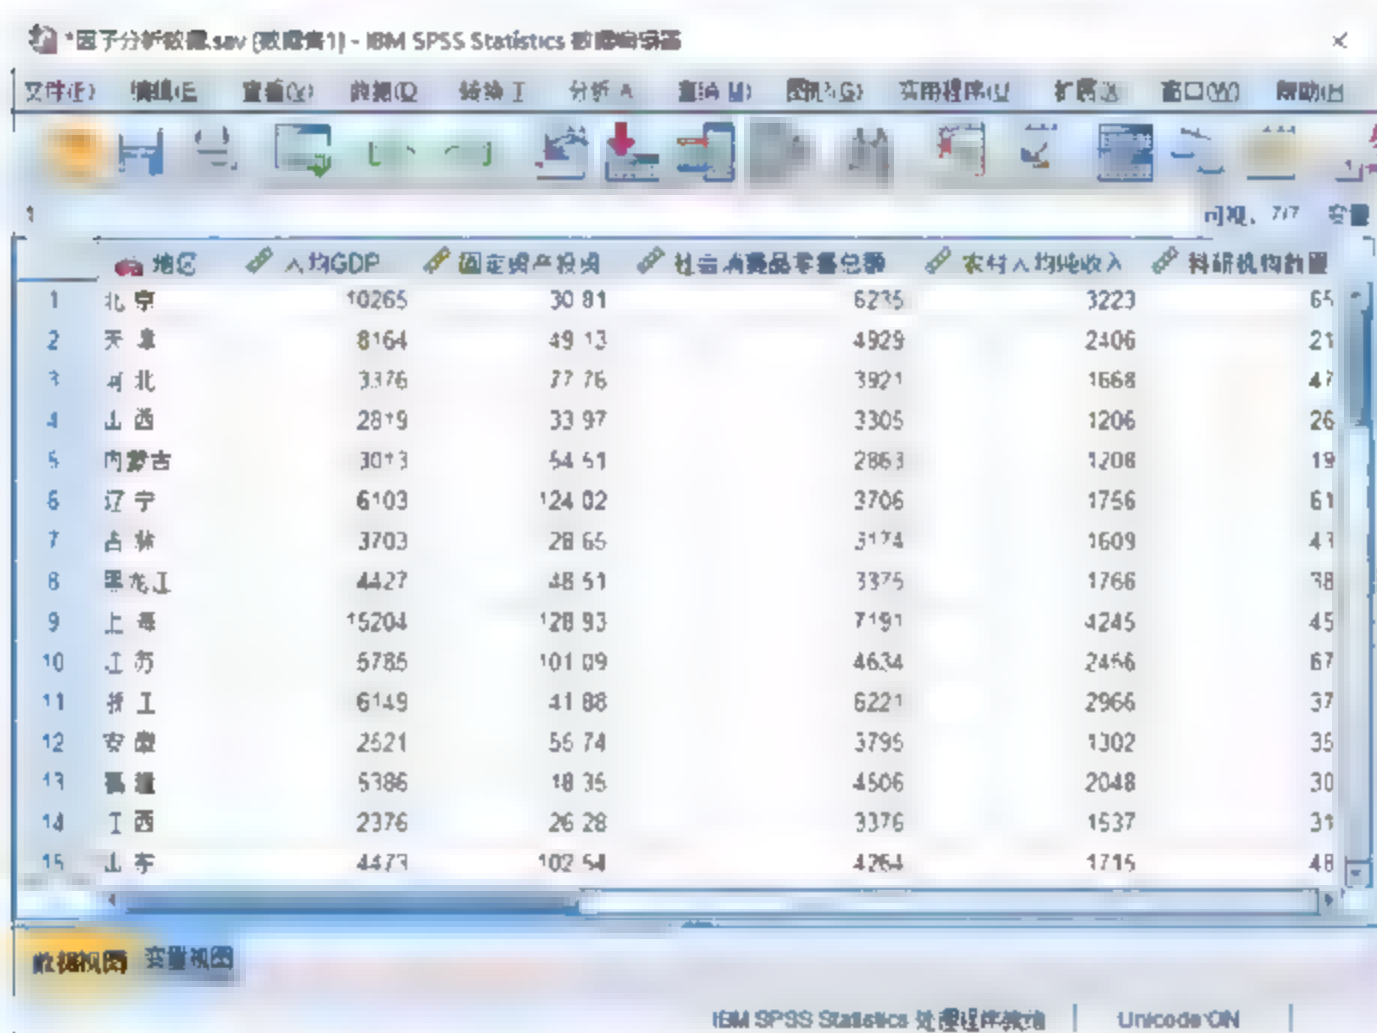 *因子分析数据.sav [数据集1] - IBM SPSS Statistics 数据编辑器
文件(F) 编辑(E) 查看(V) 数据(D) 转换(T) 分析(A) 直销(M) 图形(G) 实用程序(U) 扩展(X) 窗口(W) 帮助(H)
1 可视: 7/7 变量
地区 人均GDP 固定资产投资 社会消费品零售总额 农村人均纯收入 科研机构数量
1 北 京 10265 30.81 6235 3223 65
2 天 津 8164 49.13 4929 2406 21
3 河 北 3376 77.76 3921 1668 47
4 山 西 2819 33.97 3305 1206 26
5 内蒙古 3013 54.51 2863 1208 19
6 辽 宁 6103 124.02 3706 1756 61
7 吉 林 3703 28.65 3174 1609 43
8 黑龙江 4427 48.51 3375 1766 38
9 上 海 15204 128.93 7191 4245 45
10 江 苏 5785 101.09 4634 2456 67
11 浙 江 6149 41.88 6221 2966 37
12 安 徽 2521 55.74 3795 1302 35
13 福 建 5386 18.35 4506 2048 30
14 江 西 2376 26.28 3376 1537 31
15 山 东 4473 102.54 4264 1715 48
数据视图 变量视图
IBM SPSS Statistics 处理程序就绪 Unicode:ON